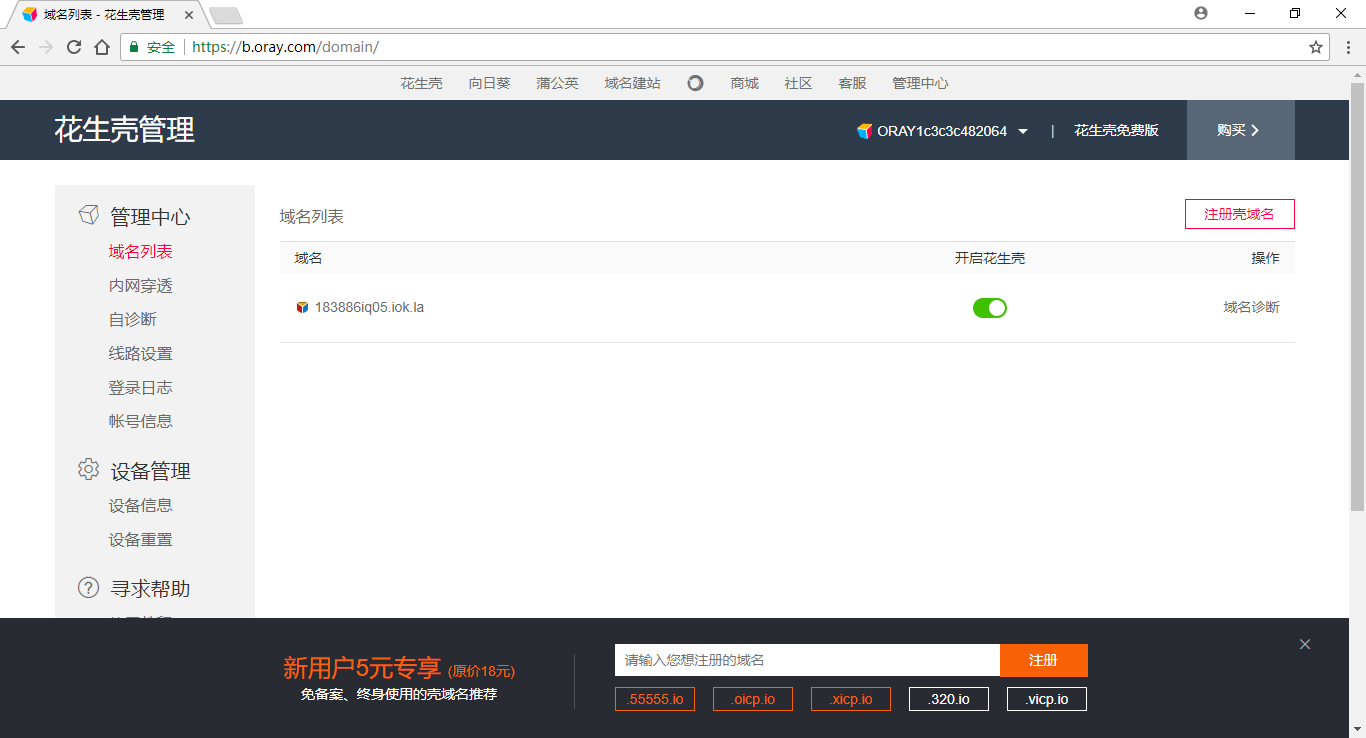 域名列表 - 花生壳管理
安全 https://b.oray.com/domain/
花生壳 向日葵 蒲公英 域名建站 商城 社区 客服 管理中心
花生壳管理
ORAY1c3c3c482064 | 花生壳免费版 购买
管理中心
域名列表
内网穿透
自诊断
线路设置
登录日志
帐号信息
设备管理
设备信息
设备重置
寻求帮助
域名列表
注册壳域名
域名 开启花生壳 操作
183886iq05.iok.la 域名诊断
新用户5元专享 (原价18元)
免备案、终身使用的壳域名推荐
请输入您想注册的域名 注册
.55555.io .oicp.io .xicp.io .320.io .vicp.io